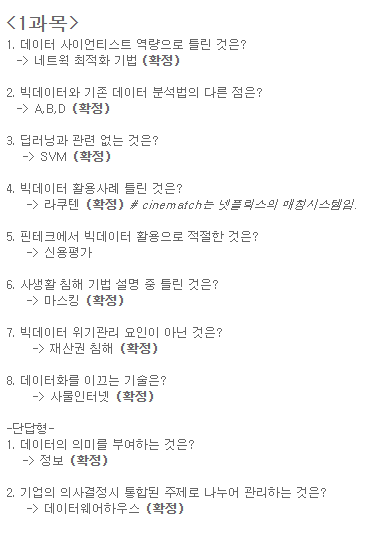 <1과목>
1. 데이터 사이언티스트 역량으로 틀린 것은?
-> 네트웍 최적화 기법 (확정)
2. 빅데이터와 기존 데이터 분석법의 다른 점은?
-> A,B,D (확정)
3. 딥러닝과 관련 없는 것은?
-> SVM (확정)
4. 빅데이터 활용사례 틀린 것은?
-> 라쿠텐 (확정) # cinematch는 넷플릭스의 매칭시스템임.
5. 핀테크에서 빅데이터 활용으로 적절한 것은?
-> 신용평가
6. 사생활 침해 기법 설명 중 틀린 것은?
-> 마스킹 (확정)
7. 빅데이터 위기관리 요인이 아닌 것은?
-> 재산권 침해 (확정)
8. 데이터화를 이끄는 기술은?
-> 사물인터넷 (확정)
-단답형-
1. 데이터의 의미를 부여하는 것은?
-> 정보 (확정)
2. 기업의 의사결정시 통합된 주제로 나누어 관리하는 것은?
-> 데이터웨어하우스 (확정)